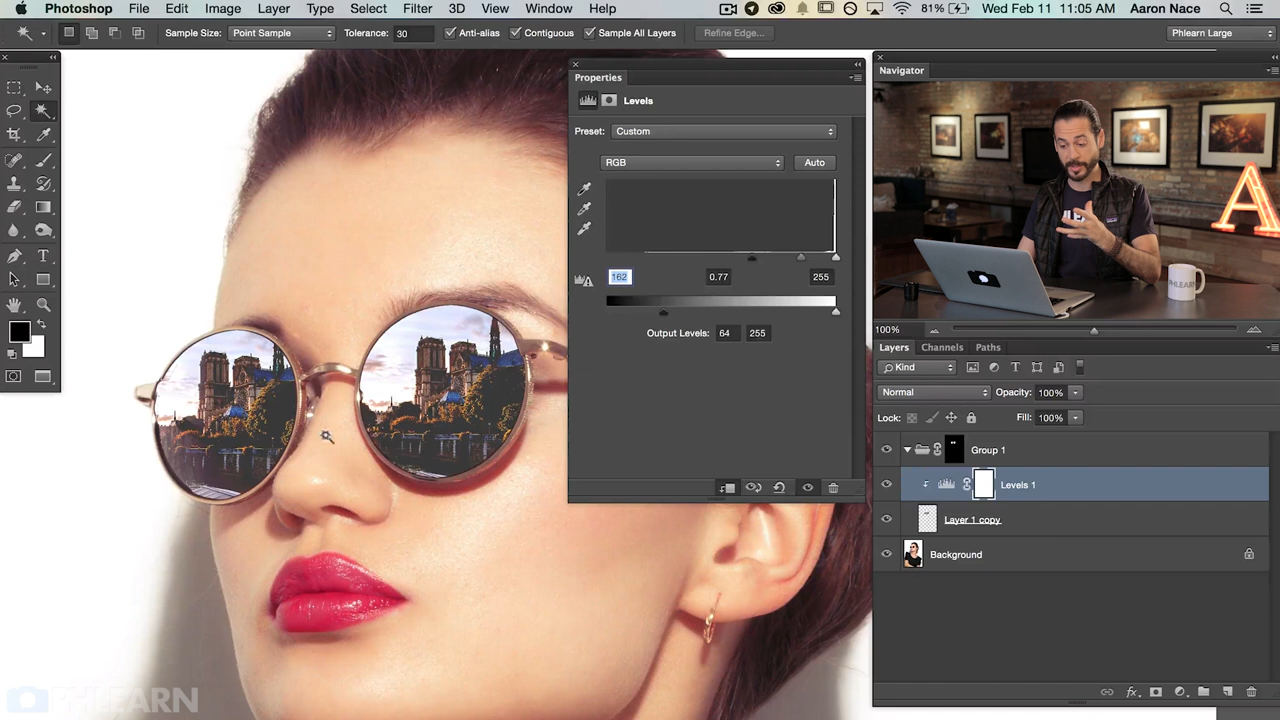 Photoshop File Edit Image Layer Type Select Filter 3D View Window Help 81% Wed Feb 11 11:05 AM Aaron Nace
Sample Size: Point Sample Tolerance: 30 Anti-alias Contiguous Sample All Layers Refine Edge... Phlearn Large
Properties
Levels
Preset: Custom
RGB Auto
162 0.77 255
Output Levels: 64 255
Navigator
A
PHLEARN
100%
Layers Channels Paths
Kind
Normal Opacity: 100%
Lock: Fill: 100%
Group 1
Levels 1
Layer 1 copy
Background
fx
PHLEARN